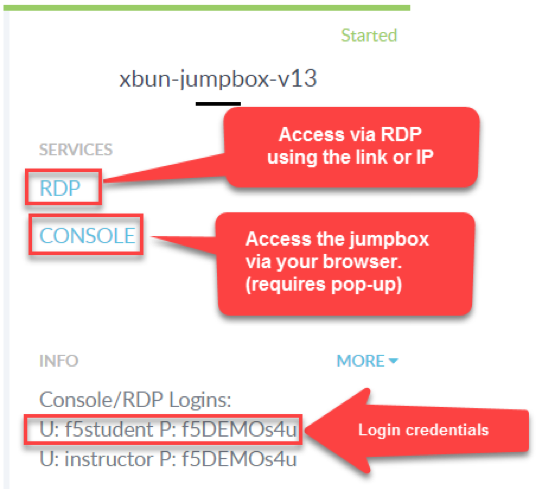 Started
xbun-jumpbox-v13
Access via RDP
using the link or IP
SERVICES
RDP
CONSOLE
Access the jumpbox
via your browser.
(requires pop-up)
INFO
MORE
Console/RDP Logins:
U: f5student P: f5DEMOs4u
Login credentials
U: instructor P: f5DEMOs4u